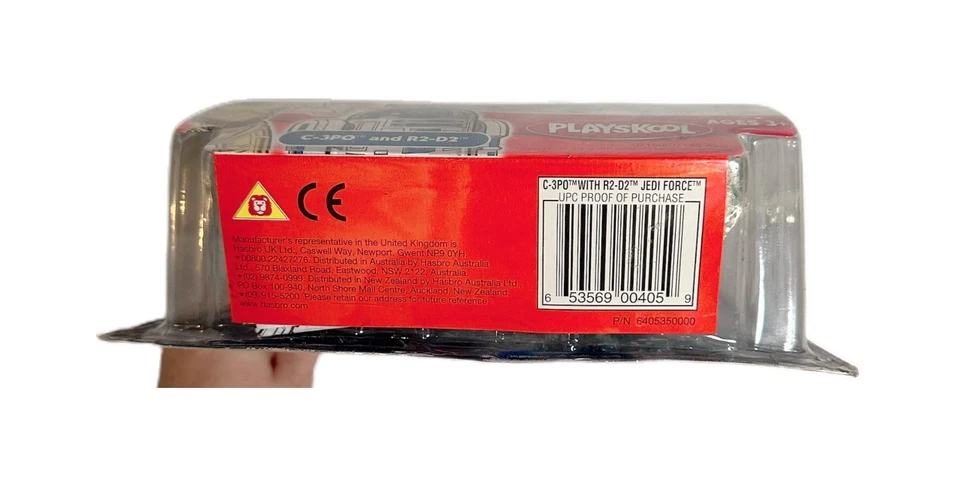 C-3PO™ and R2-D2™
PLAYSKOOL
AGES 3+
CE
Manufacturer's representative in the United Kingdom is
Hasbro UK Ltd., Caswell Way, Newport, Gwent NP9 0YH.
☎00800 22427276. Distributed in Australia by Hasbro Australia
Ltd., 570 Blaxland Road, Eastwood, NSW 2122, Australia.
☎(02) 9874-0999. Distributed in New Zealand by Hasbro Australia Ltd.,
PO Box 100-940, North Shore Mail Centre, Auckland, New Zealand.
☎(09) 915-5200. Please retain our address for future reference.
www.hasbro.com
C-3PO™ WITH R2-D2™ JEDI FORCE™
UPC PROOF OF PURCHASE
6 53569 00405 9
P/N 6405350000